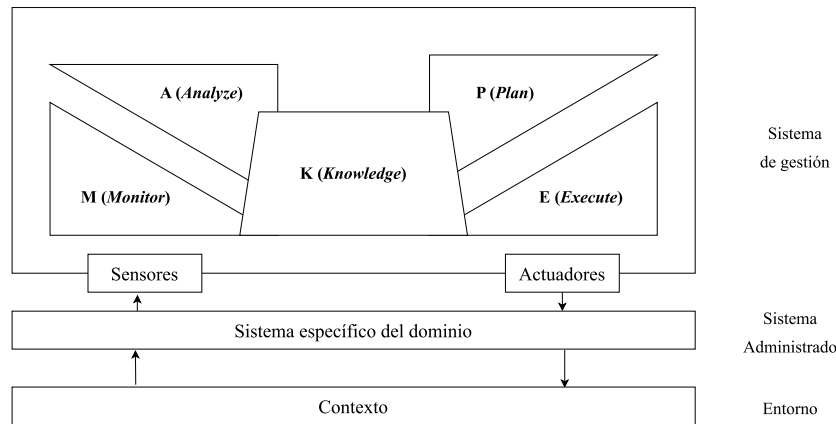 A (Analyze)
P (Plan)
K (Knowledge)
M (Monitor)
E (Execute)
Sistema
de gestión
Sensores
Actuadores
Sistema específico del dominio
Sistema
Administrado
Contexto
Entorno